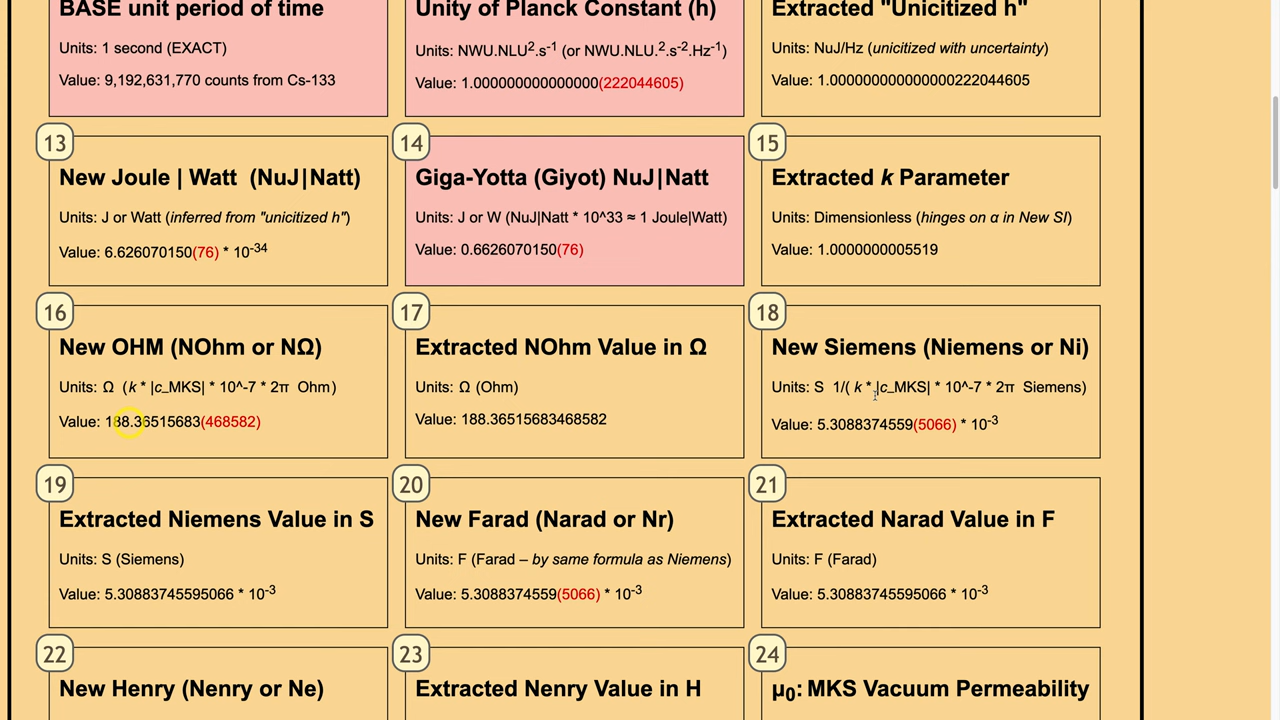 BASE unit period of time
Units: 1 second (EXACT)
Value: 9,192,631,770 counts from Cs-133
Unity of Planck Constant (h)
Units: NWU.NLU².s⁻¹ (or NWU.NLU.².s⁻².Hz⁻¹)
Value: 1.000000000000000(222044605)
Extracted "Unicitized h"
Units: NuJ/Hz (unicitized with uncertainty)
Value: 1.000000000000000222044605
13
New Joule | Watt (NuJ|Natt)
Units: J or Watt (inferred from "unicitized h")
Value: 6.626070150(76) * 10⁻³⁴
14
Giga-Yotta (Giyot) NuJ|Natt
Units: J or W (NuJ|Natt * 10^33 ≈ 1 Joule|Watt)
Value: 0.6626070150(76)
15
Extracted k Parameter
Units: Dimensionless (hinges on α in New SI)
Value: 1.0000000005519
16
New OHM (NOhm or NΩ)
Units: Ω (k * |c_MKS| * 10^-7 * 2π Ohm)
Value: 188.36515683(468582)
17
Extracted NOhm Value in Ω
Units: Ω (Ohm)
Value: 188.36515683468582
18
New Siemens (Niemens or Ni)
Units: S 1/( k * |c_MKS| * 10^-7 * 2π Siemens)
Value: 5.3088374559(5066) * 10⁻³
19
Extracted Niemens Value in S
Units: S (Siemens)
Value: 5.30883745595066 * 10⁻³
20
New Farad (Narad or Nr)
Units: F (Farad – by same formula as Niemens)
Value: 5.3088374559(5066) * 10⁻³
21
Extracted Narad Value in F
Units: F (Farad)
Value: 5.30883745595066 * 10⁻³
22
New Henry (Nenry or Ne)
23
Extracted Nenry Value in H
24
μ₀: MKS Vacuum Permeability